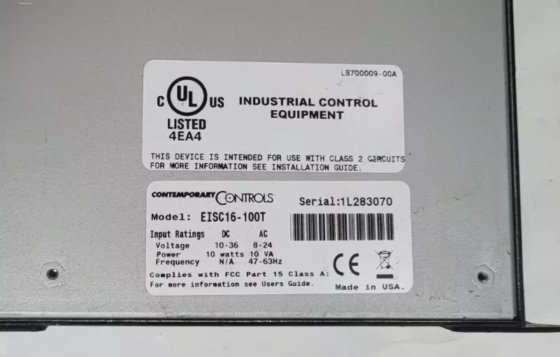 LB700009-00A
C UL US
LISTED
4EA4
INDUSTRIAL CONTROL
EQUIPMENT
THIS DEVICE IS INTENDED FOR USE WITH CLASS 2 CIRCUITS
FOR MORE INFORMATION SEE INSTALLATION GUIDE.
CONTEMPORARY CONTROLS
Serial:1L283070
Model: EISC16-100T
Input Ratings DC AC
Voltage 10-36 8-24
Power 10 watts 10 VA
Frequency N/A 47-63Hz
Complies with FCC Part 15 Class A.
For more information see Users Guide.
CE
Made in USA.